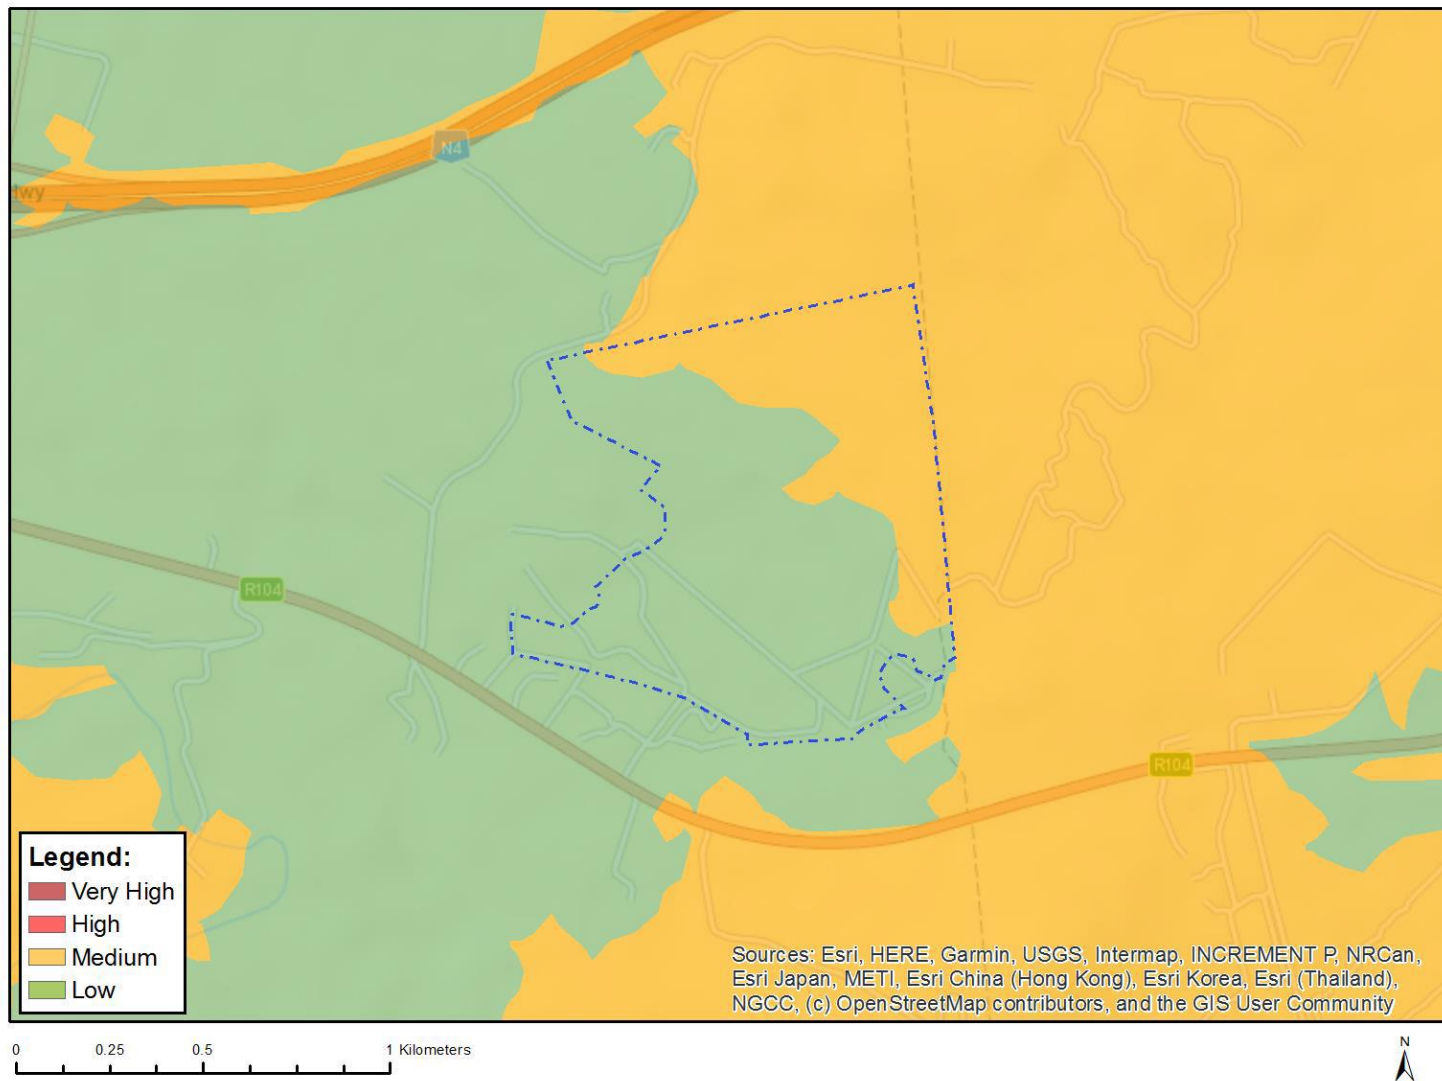 N4
lwy
R104
R104
Legend:
Very High
High
Medium
Low
Sources: Esri, HERE, Garmin, USGS, Intermap, INCREMENT P, NRCan,
Esri Japan, METI, Esri China (Hong Kong), Esri Korea, Esri (Thailand),
NGCC, (c) OpenStreetMap contributors, and the GIS User Community
0 0.25 0.5 1 Kilometers
N